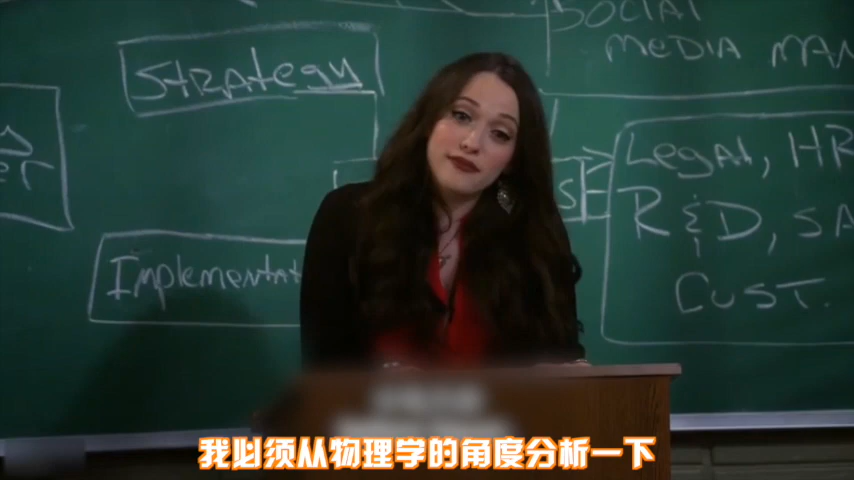 SOCIAL
MEDIA MAN
Strategy
er
Implementat
Legal, HR
R & D, SA
CUST.
我必须从物理学的角度分析一下